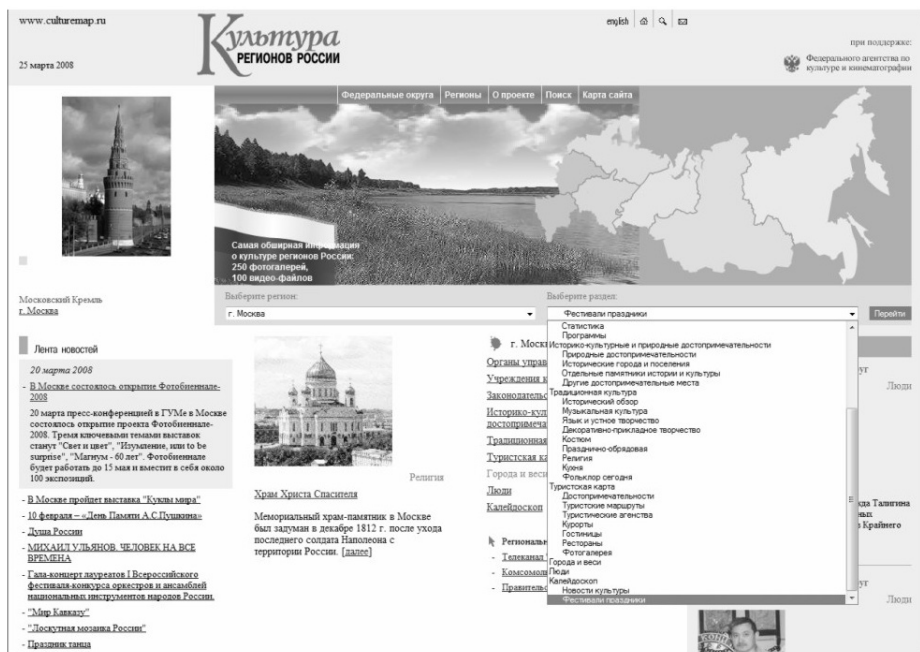 www.culturemap.ru
25 марта 2008
Культура
РЕГИОНОВ РОССИИ
english
при поддержке:
Федерального агентства по
культуре и кинематографии
Федеральные округа
Регионы
О проекте
Поиск
Карта сайта
Самая обширная информация
о культуре регионов России:
250 фотогалерей,
100 видео-файлов
Московский Кремль
г. Москва
Выберите регион:
г. Москва
Выберите раздел:
Фестивали праздники
Перейти
Статистика
Программы
Историко-культурные и природные достопримечательности
Природные достопримечательности
Исторические города и поселения
Отдельные памятники истории и культуры
Другие достопримечательные места
Традиционная культура
Исторический обзор
Музыкальная культура
Язык и устное творчество
Декоративно-прикладное творчество
Костюм
Празднично-обрядовая
Религия
Кухня
Фольклор сегодня
Туристская карта
Достопримечательности
Туристские маршруты
Туристические агенства
Курорты
Гостиницы
Рестораны
Фотогалерея
Города и веси
Люди
Калейдоскоп
Новости культуры
Фестивали праздники
Лента новостей
20 марта 2008
- В Москве состоялось открытие Фотобиеннале-
2008
20 марта пресс-конференцией в ГУМе в Москве
состоялось открытие проекта Фотобиеннале-
2008. Тремя ключевыми темами выставок
станут "Свет и цвет", "Изумление, или to be
surprise", "Магнум - 60 лет". Фотобиеннале
будет работать до 15 мая и вместит в себя около
100 экспозиций.
- В Москве пройдет выставка "Куклы мира"
- 10 февраля – «День Памяти А.С.Пушкина»
- Душа России
- МИХАИЛ УЛЬЯНОВ. ЧЕЛОВЕК НА ВСЕ
ВРЕМЕНА
- Гала-концерт лауреатов I Всероссийского
фестиваля-конкурса оркестров и ансамблей
национальных инструментов народов России.
- "Мир Кавказу"
- "Лоскутная мозаика России"
- Праздник танца
Религия
Храм Христа Спасителя
Мемориальный храм-памятник в Москве
был задуман в декабре 1812 г. после ухода
последнего солдата Наполеона с
территории России. [далее]
г. Моск
Органы управ
Учреждения
Законодательс
Историко-кул
достопримеча
Традиционная
Туристская ка
Города и веси
Люди
Калейдоскоп
Региональн
- Телеканал
- Комсомол
- Правительс
уг
Люди
да Талигина
ных
Крайнего
уг
Люди